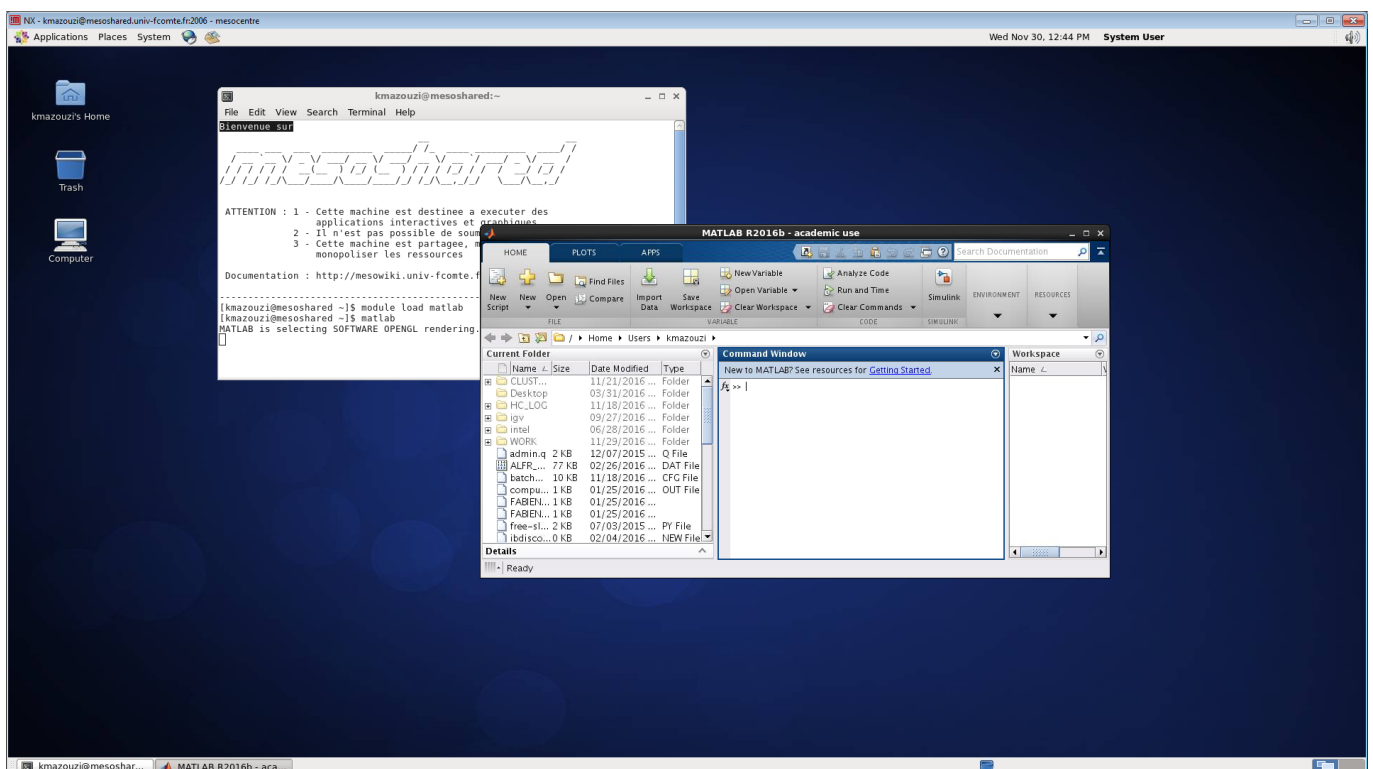 NX - kmazouzi@mesoshared.univ-fcomte.fr:2006 - mesocentre
Applications Places System
Wed Nov 30, 12:44 PM System User
kmazouzi's Home
Trash
Computer
kmazouzi@mesoshared:~
File Edit View Search Terminal Help
Bienvenue sur
mesoshared
ATTENTION : 1 - Cette machine est destinee a executer des
applications interactives et graphiques
2 - Il n'est pas possible de soum
3 - Cette machine est partagee, m
monopoliser les ressources
Documentation : http://mesowiki.univ-fcomte.f
[kmazouzi@mesoshared ~]$ module load matlab
[kmazouzi@mesoshared ~]$ matlab
MATLAB is selecting SOFTWARE OPENGL rendering.
MATLAB R2016b - academic use
HOME PLOTS APPS
Search Documentation
New Script
New
Open
Find Files
Compare
Import Data
Save Workspace
New Variable
Open Variable
Clear Workspace
Analyze Code
Run and Time
Clear Commands
Simulink
ENVIRONMENT
RESOURCES
FILE VARIABLE CODE SIMULINK
/ Home Users kmazouzi
Current Folder
Name Size Date Modified Type
CLUST... 11/21/2016 ... Folder
Desktop 03/31/2016 ... Folder
HC_LOG 11/18/2016 ... Folder
igv 09/27/2016 ... Folder
intel 06/28/2016 ... Folder
WORK 11/29/2016 ... Folder
admin.q 2 KB 12/07/2015 ... Q File
ALFR_... 77 KB 02/26/2016 ... DAT File
batch... 10 KB 11/18/2016 ... CFG File
compu... 1 KB 01/25/2016 ... OUT File
FABIEN... 1 KB 01/25/2016 ...
FABIEN... 1 KB 01/25/2016 ...
free-sl... 2 KB 07/03/2015 ... PY File
ibdisco... 0 KB 02/04/2016 ... NEW File
Details
Ready
Command Window
New to MATLAB? See resources for Getting Started.
fx >>
Workspace
Name
kmazouzi@mesoshar...
MATLAB R2016b - aca...